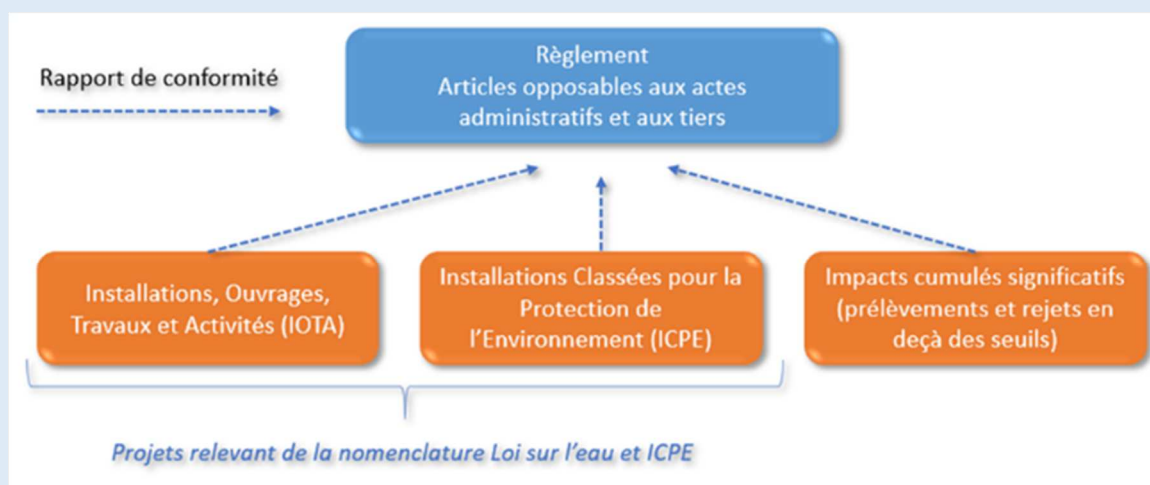 Rapport de conformité
Règlement
Articles opposables aux actes
administratifs et aux tiers
Installations, Ouvrages,
Travaux et Activités (IOTA)
Installations Classées pour la
Protection de
l'Environnement (ICPE)
Impacts cumulés significatifs
(prélèvements et rejets en
deçà des seuils)
Projets relevant de la nomenclature Loi sur l'eau et ICPE